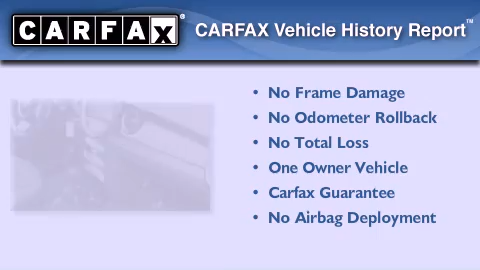 CARFAX® CARFAX Vehicle History Report™
• No Frame Damage
• No Odometer Rollback
• No Total Loss
• One Owner Vehicle
• Carfax Guarantee
• No Airbag Deployment